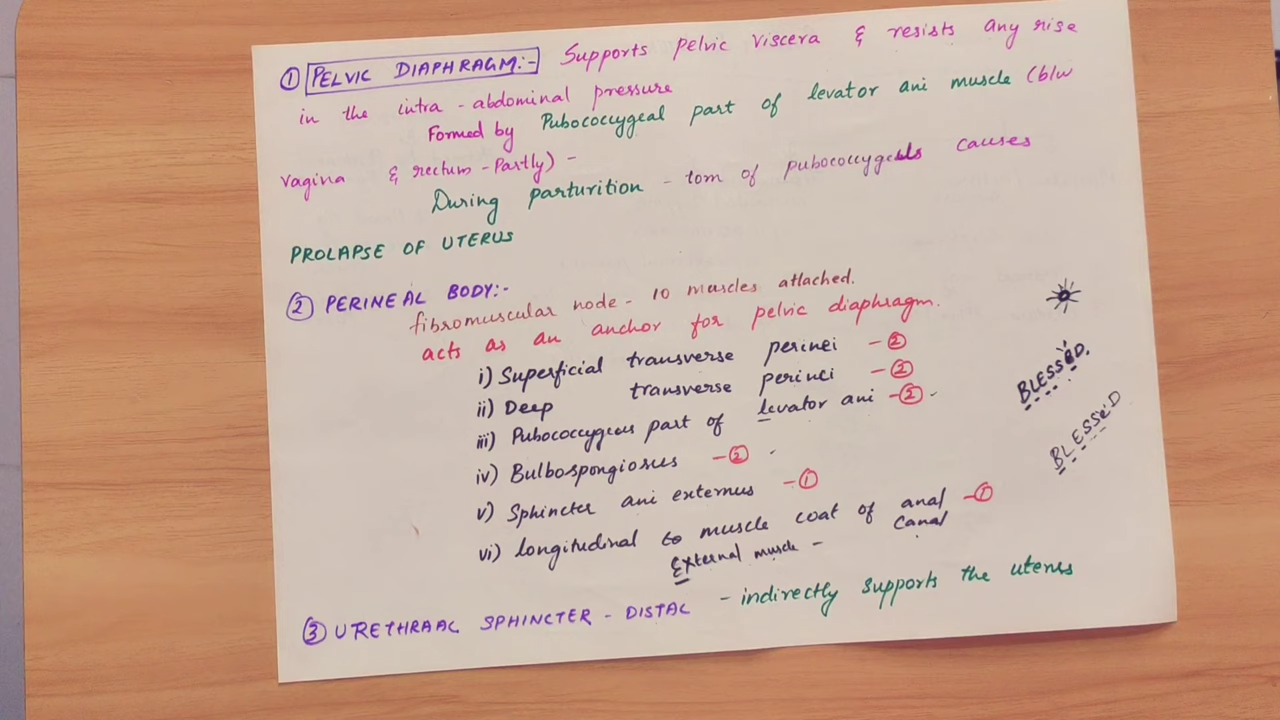 ① PELVIC DIAPHRAGM:- Supports pelvic viscera & resists any rise
in the intra - abdominal pressure
Formed by Pubococcygeal part of levator ani muscle (b/w
vagina & rectum - Partly) -
During parturition - torn of pubococcygeals causes
PROLAPSE OF UTERUS
② PERINEAL BODY:-
fibromuscular node - 10 muscles attached.
acts as an anchor for pelvic diaphragm.
i) Superficial transverse perinei - ②
ii) Deep transverse perinei - ②
iii) Pubococcygeous part of levator ani - ②
iv) Bulbospongiosus - ②
v) Sphincter ani externus - ①
vi) longitudinal to muscle coat of anal - ①
canal
External muscle -
③ URETHRAAL SPHINCTER - DISTAL - indirectly supports the uterus
BLESSED.
BLESSe'D